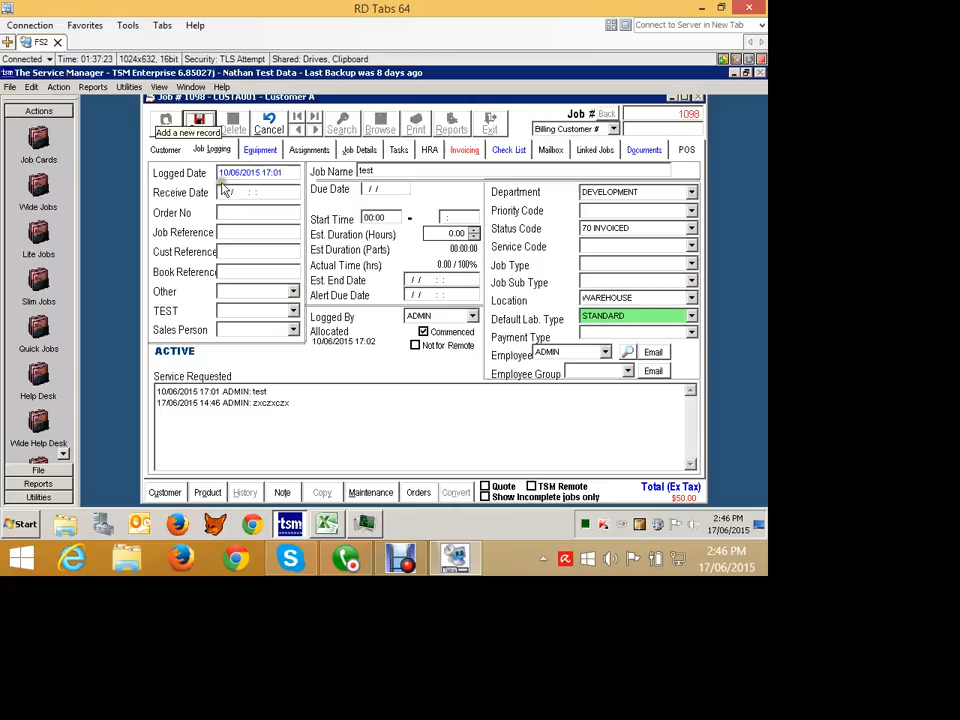 RD Tabs 64
Connection Favorites Tools Tabs Help
Connect to Server in New Tab
FS2
Connected Time: 01:37:23 1024x632, 16bit Security: TLS Attempt Shared: Drives, Clipboard
tsm The Service Manager - TSM Enterprise 6.85027j - Nathan Test Data - Last Backup was 8 days ago
File Edit Action Reports Utilities View Window Help
Actions
Job Cards
Wide Jobs
Lite Jobs
Slim Jobs
Quick Jobs
Help Desk
Wide Help Desk
File
Reports
Utilities
Job # 1098 - CUSTA001 - Customer A
Delete Cancel Search Browse Print Reports Exit
Add a new record
Job # Back 1098
Billing Customer #
Customer Job Logging Equipment Assignments Job Details Tasks HRA Invoicing Check List Mailbox Linked Jobs Documents POS
Logged Date 10/06/2015 17:01
Receive Date / : :
Order No
Job Reference
Cust Reference
Book Referenc
Other
TEST
Sales Person
ACTIVE
Job Name test
Due Date / /
Start Time 00:00 - :
Est. Duration (Hours) 0.00
Est Duration (Parts) 00:00:00
Actual Time (hrs) 0.00 / 100%
Est. End Date / / : :
Alert Due Date / / : :
Logged By ADMIN
Allocated Commenced
10/06/2015 17:02 Not for Remote
Department DEVELOPMENT
Priority Code
Status Code 70 INVOICED
Service Code
Job Type
Job Sub Type
Location WAREHOUSE
Default Lab. Type STANDARD
Payment Type
Employee ADMIN Email
Employee Group Email
Service Requested
10/06/2015 17:01 ADMIN: test
17/06/2015 14:46 ADMIN: zxczxczx
Customer Product History Note Copy Maintenance Orders Convert
Quote TSM Remote
Show Incomplete jobs only
Total (Ex Tax)
$50.00
Start
tsm
2:46 PM
17/06/2015
2:46 PM
17/06/2015